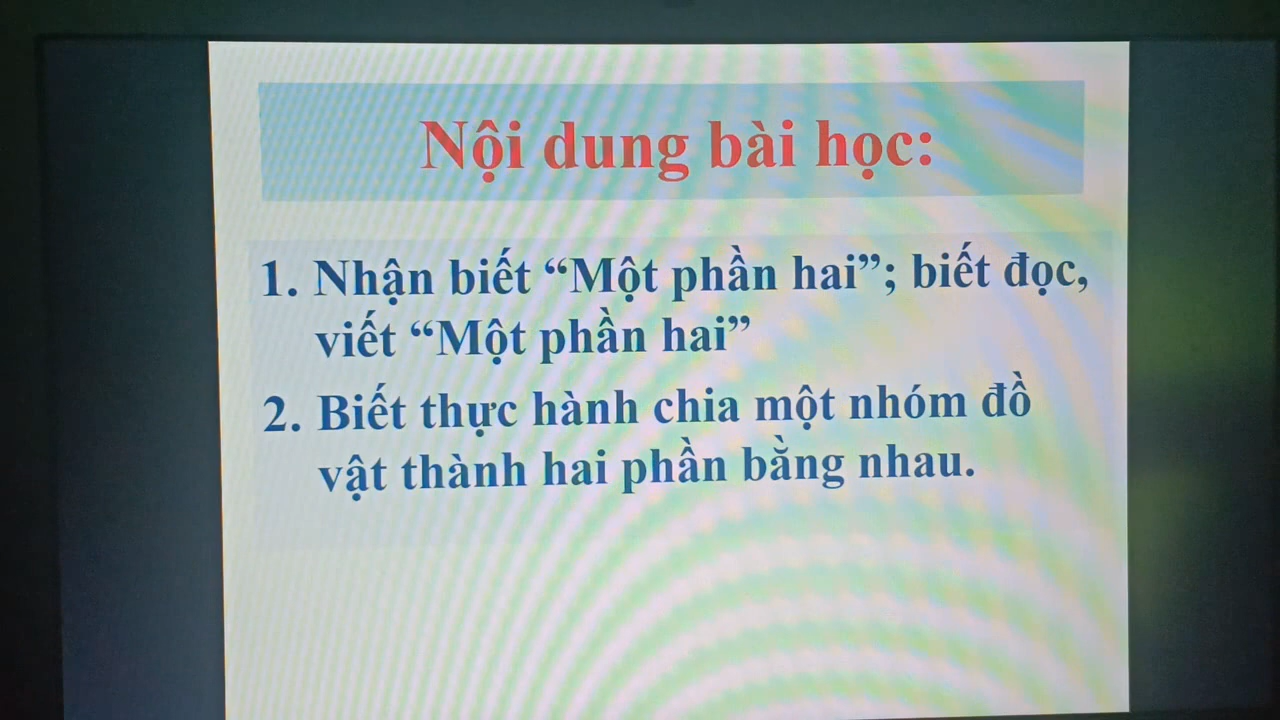 Nội dung bài học:
1. Nhận biết “Một phần hai”; biết đọc,
viết “Một phần hai”
2. Biết thực hành chia một nhóm đồ
vật thành hai phần bằng nhau.